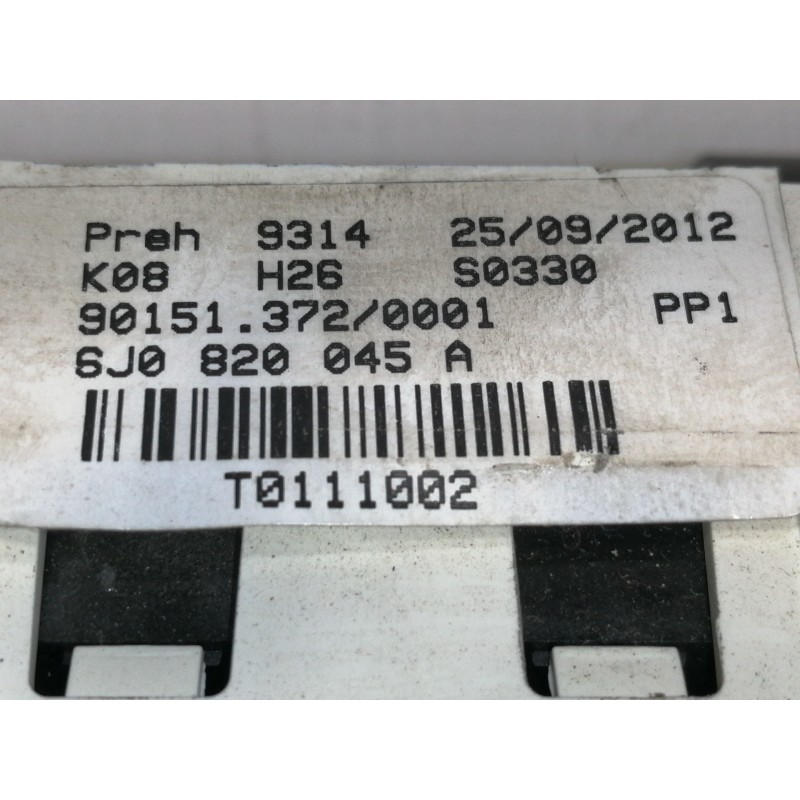 Preh 9314 25/09/2012
K08 H26 S0330
90151.372/0001 PP1
6J0 820 045 A
T0111002